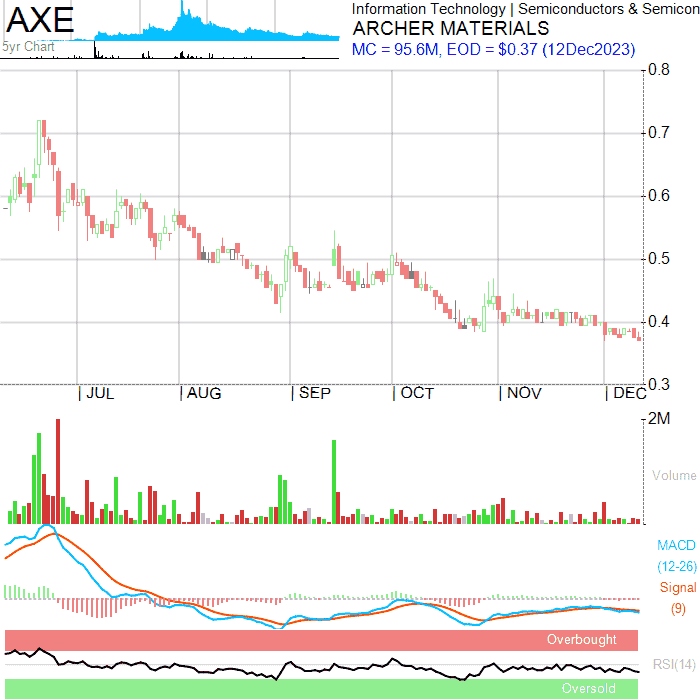 AXE
5yr Chart
Information Technology | Semiconductors & Semicon
ARCHER MATERIALS
MC = 95.6M, EOD = $0.37 (12Dec2023)
0.8
0.7
0.6
0.5
0.4
0.3
| JUL | AUG | SEP | OCT | NOV | DEC
2M
Volume
MACD
(12-26)
Signal
(9)
Overbought
RSI(14)
Oversold